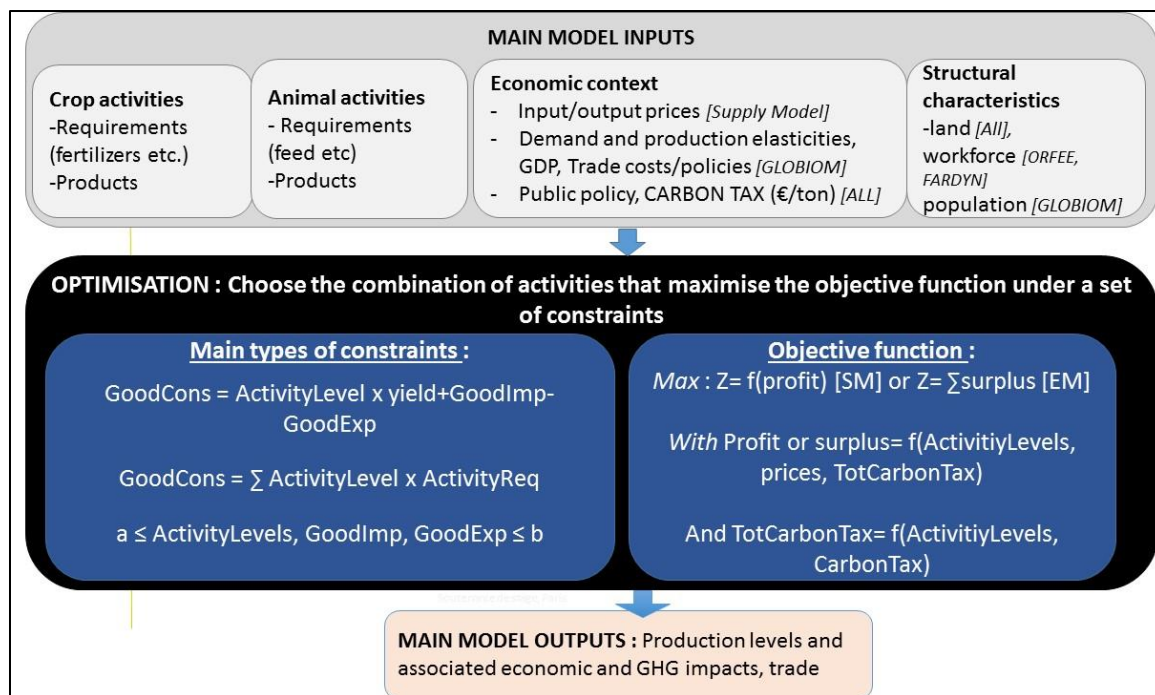 MAIN MODEL INPUTS
Crop activities
-Requirements
(fertilizers etc.)
-Products
Animal activities
- Requirements
(feed etc)
-Products
Economic context
- Input/output prices [Supply Model]
- Demand and production elasticities,
GDP, Trade costs/policies [GLOBIOM]
- Public policy, CARBON TAX (€/ton) [ALL]
Structural
characteristics
-land [All],
workforce [ORFEE,
FARDYN]
population [GLOBIOM]
OPTIMISATION : Choose the combination of activities that maximise the objective function under a set
of constraints
Main types of constraints :
GoodCons = ActivityLevel x yield+GoodImp-
GoodExp
GoodCons = ∑ ActivityLevel x ActivityReq
a ≤ ActivityLevels, GoodImp, GoodExp ≤ b
Objective function :
Max : Z= f(profit) [SM] or Z= ∑surplus [EM]
With Profit or surplus= f(ActivitiyLevels,
prices, TotCarbonTax)
And TotCarbonTax= f(ActivitiyLevels,
CarbonTax)
MAIN MODEL OUTPUTS : Production levels and
associated economic and GHG impacts, trade